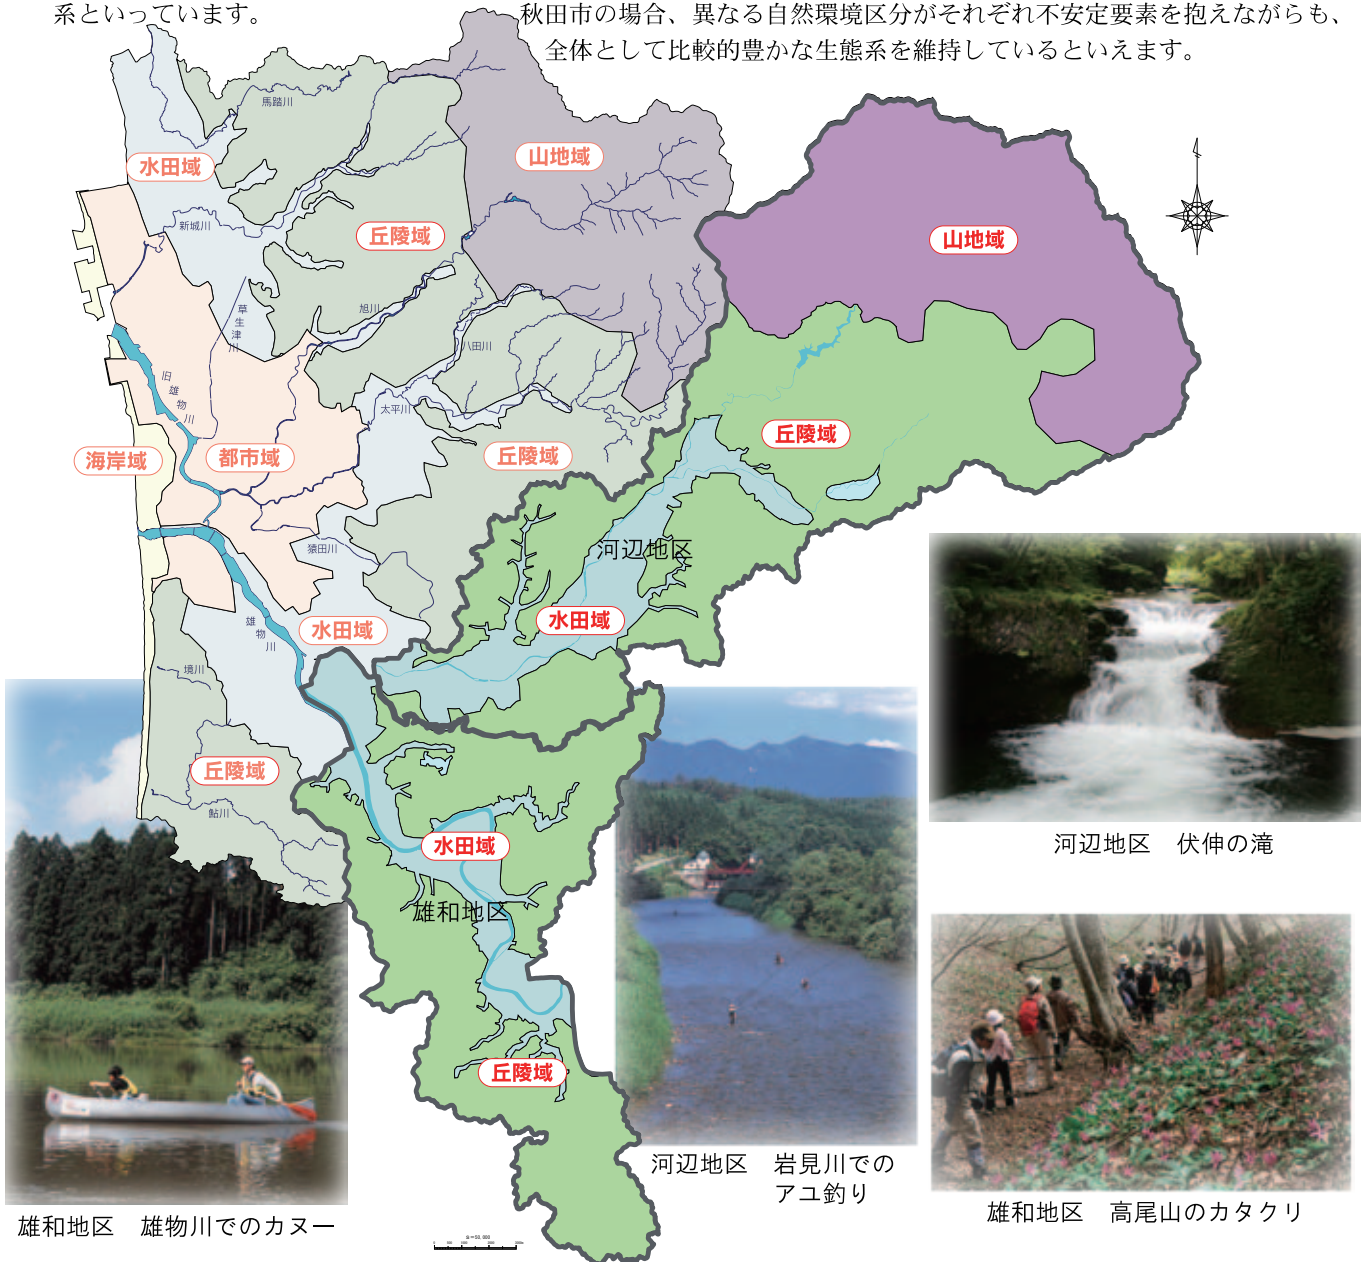 系といっています。
秋田市の場合、異なる自然環境区分がそれぞれ不安定要素を抱えながらも、
全体として比較的豊かな生態系を維持しているといえます。
馬踏川
水田域
山地域
新城川
丘陵域
山地域
草生津川
旭川
八田川
旧雄物川
太平川
丘陵域
海岸域
都市域
丘陵域
猿田川
河辺地区
水田域
雄物川
水田域
境川
丘陵域
鮎川
水田域
雄和地区
丘陵域
河辺地区 伏伸の滝
河辺地区 岩見川での
アユ釣り
雄和地区 高尾山のカタクリ
雄和地区 雄物川でのカヌー